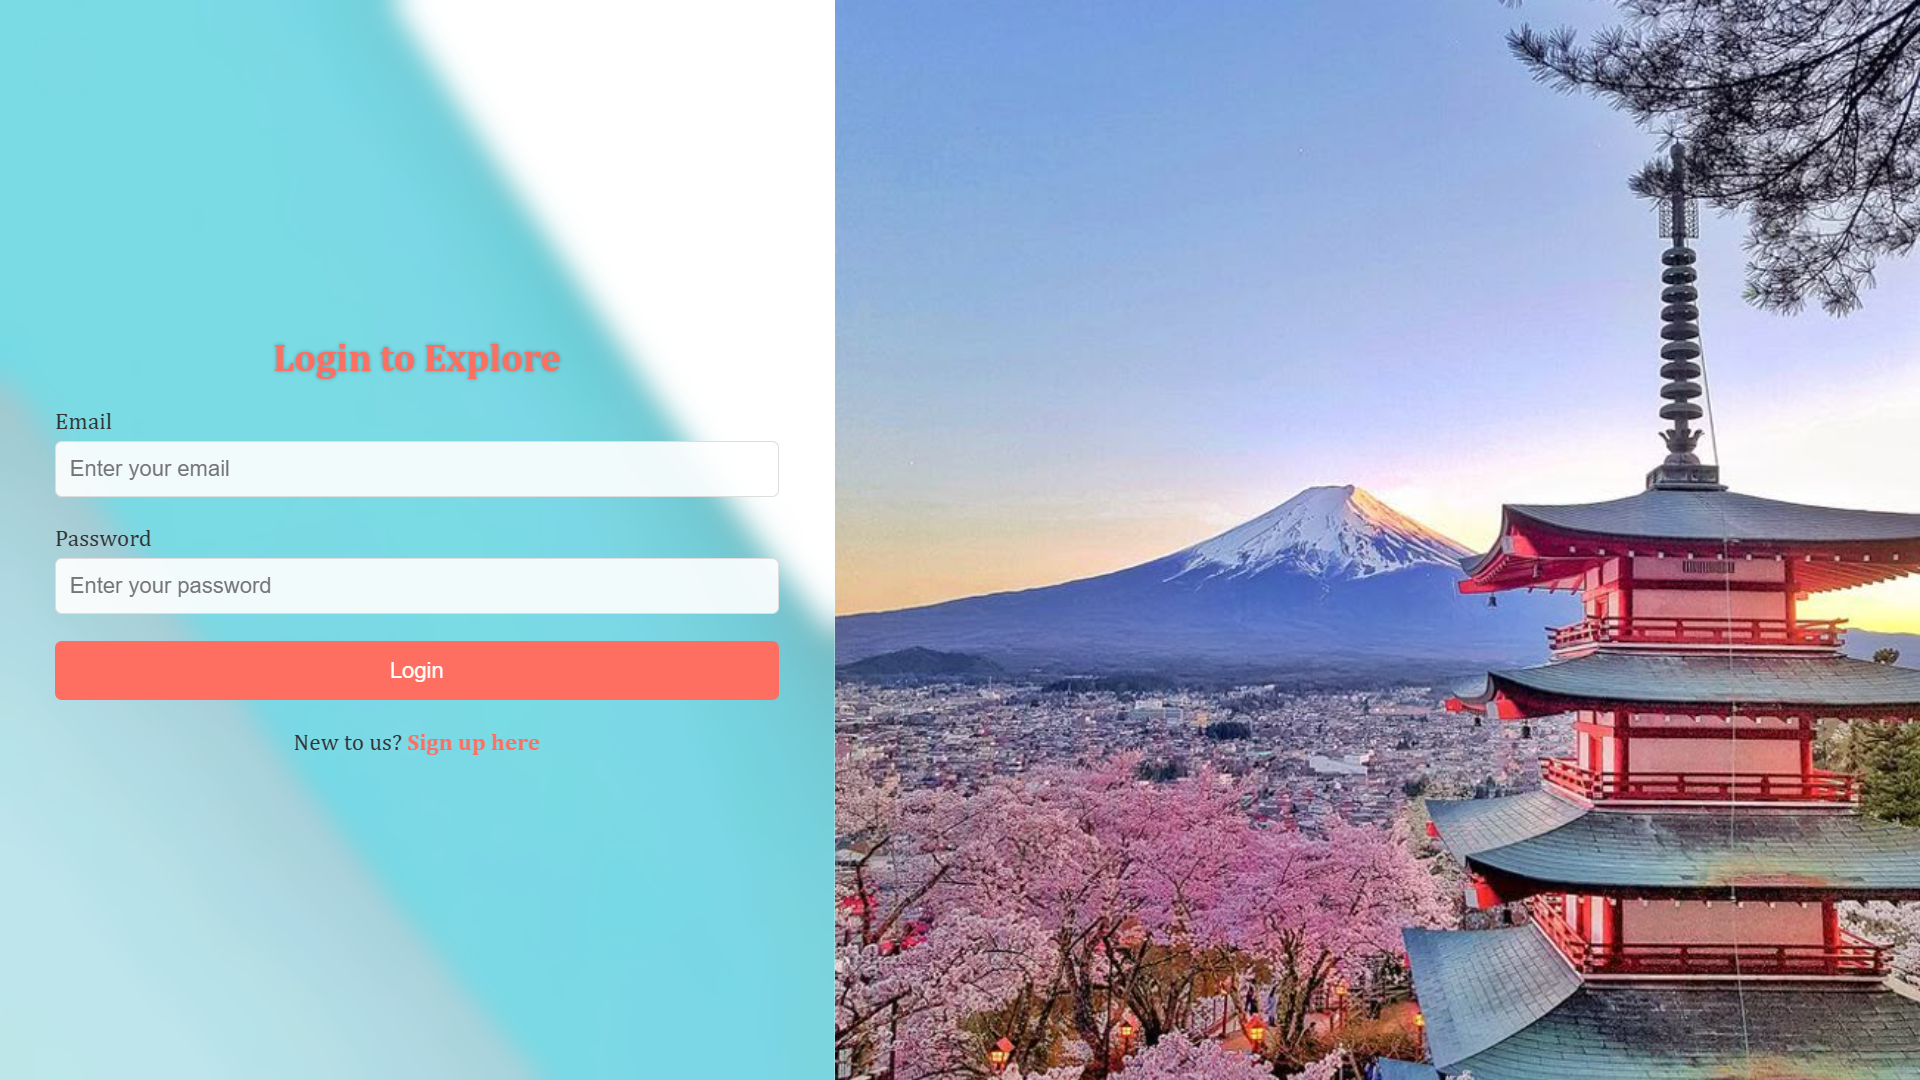 Login to Explore
Email
Enter your email
Password
Enter your password
Login
New to us? Sign up here